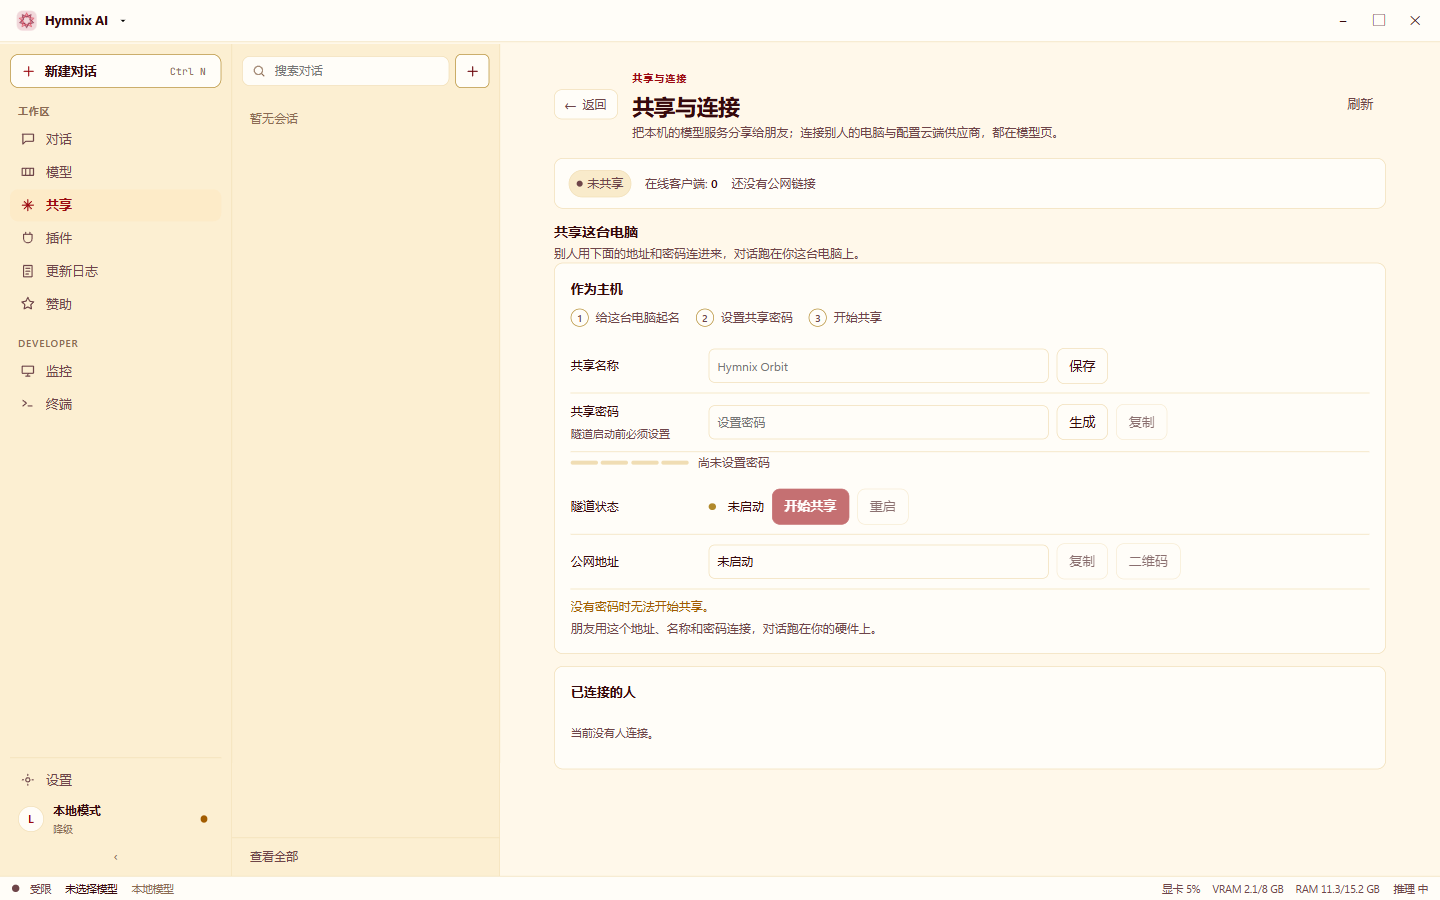 Hymnix AI
新建对话 Ctrl N
工作区
对话
模型
共享
插件
更新日志
赞助
DEVELOPER
监控
终端
设置
L 本地模式
降级
搜索对话
暂无会话
查看全部
← 返回
共享与连接
共享与连接
把本机的模型服务分享给朋友；连接别人的电脑与配置云端供应商，都在模型页。
刷新
未共享 在线客户端: 0 还没有公网链接
共享这台电脑
别人用下面的地址和密码连进来，对话跑在你这台电脑上。
作为主机
1 给这台电脑起名 2 设置共享密码 3 开始共享
共享名称 Hymnix Orbit 保存
共享密码 设置密码 生成 复制
隧道启动前必须设置
尚未设置密码
隧道状态 未启动 开始共享 重启
公网地址 未启动 复制 二维码
没有密码时无法开始共享。
朋友用这个地址、名称和密码连接，对话跑在你的硬件上。
已连接的人
当前没有人连接。
受限 未选择模型 本地模型 显卡 5% VRAM 2.1/8 GB RAM 11.3/15.2 GB 推理 中